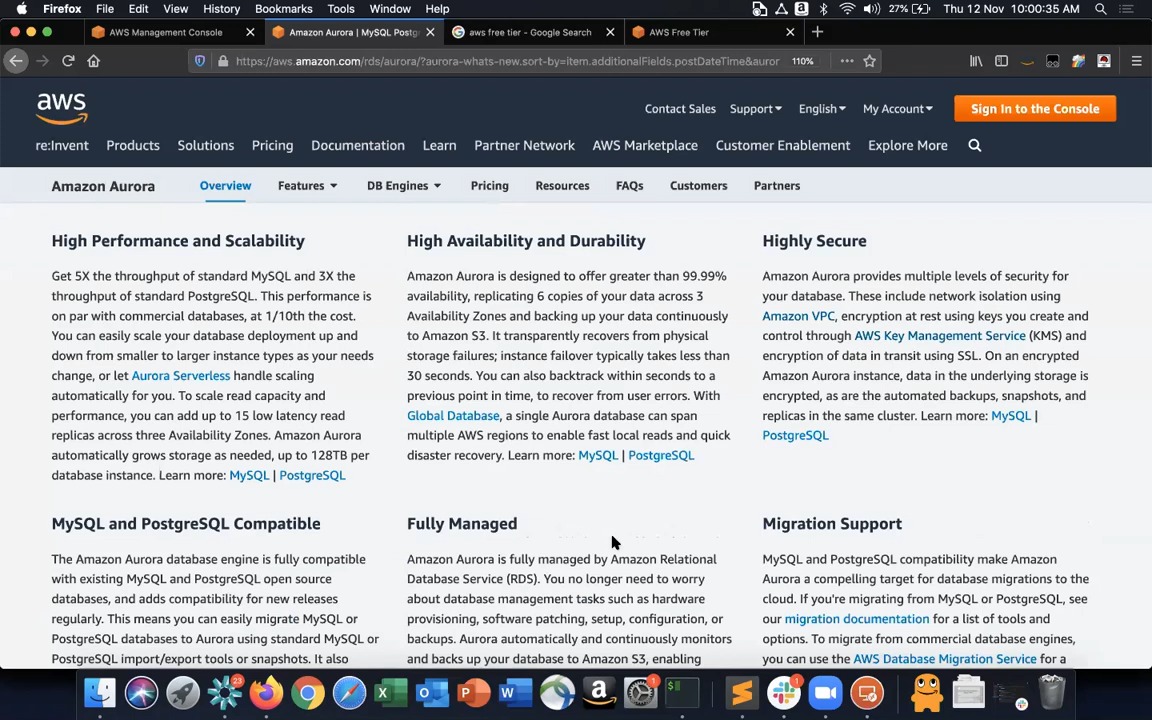 Firefox File Edit View History Bookmarks Tools Window Help
27% Thu 12 Nov 10:00:35 AM
AWS Management Console
Amazon Aurora | MySQL Postg
aws free tier - Google Search
AWS Free Tier
https://aws.amazon.com/rds/aurora/?aurora-whats-new.sort-by=item.additionalFields.postDateTime&auror
110%
aws
Contact Sales Support English My Account Sign In to the Console
re:Invent Products Solutions Pricing Documentation Learn Partner Network AWS Marketplace Customer Enablement Explore More
Amazon Aurora Overview Features DB Engines Pricing Resources FAQs Customers Partners
High Performance and Scalability
Get 5X the throughput of standard MySQL and 3X the
throughput of standard PostgreSQL. This performance is
on par with commercial databases, at 1/10th the cost.
You can easily scale your database deployment up and
down from smaller to larger instance types as your needs
change, or let Aurora Serverless handle scaling
automatically for you. To scale read capacity and
performance, you can add up to 15 low latency read
replicas across three Availability Zones. Amazon Aurora
automatically grows storage as needed, up to 128TB per
database instance. Learn more: MySQL | PostgreSQL
High Availability and Durability
Amazon Aurora is designed to offer greater than 99.99%
availability, replicating 6 copies of your data across 3
Availability Zones and backing up your data continuously
to Amazon S3. It transparently recovers from physical
storage failures; instance failover typically takes less than
30 seconds. You can also backtrack within seconds to a
previous point in time, to recover from user errors. With
Global Database, a single Aurora database can span
multiple AWS regions to enable fast local reads and quick
disaster recovery. Learn more: MySQL | PostgreSQL
Highly Secure
Amazon Aurora provides multiple levels of security for
your database. These include network isolation using
Amazon VPC, encryption at rest using keys you create and
control through AWS Key Management Service (KMS) and
encryption of data in transit using SSL. On an encrypted
Amazon Aurora instance, data in the underlying storage is
encrypted, as are the automated backups, snapshots, and
replicas in the same cluster. Learn more: MySQL |
PostgreSQL
MySQL and PostgreSQL Compatible
The Amazon Aurora database engine is fully compatible
with existing MySQL and PostgreSQL open source
databases, and adds compatibility for new releases
regularly. This means you can easily migrate MySQL or
PostgreSQL databases to Aurora using standard MySQL or
PostgreSQL import/export tools or snapshots. It also
Fully Managed
Amazon Aurora is fully managed by Amazon Relational
Database Service (RDS). You no longer need to worry
about database management tasks such as hardware
provisioning, software patching, setup, configuration, or
backups. Aurora automatically and continuously monitors
and backs up your database to Amazon S3, enabling
Migration Support
MySQL and PostgreSQL compatibility make Amazon
Aurora a compelling target for database migrations to the
cloud. If you're migrating from MySQL or PostgreSQL, see
our migration documentation for a list of tools and
options. To migrate from commercial database engines,
you can use the AWS Database Migration Service for a
23
1
1